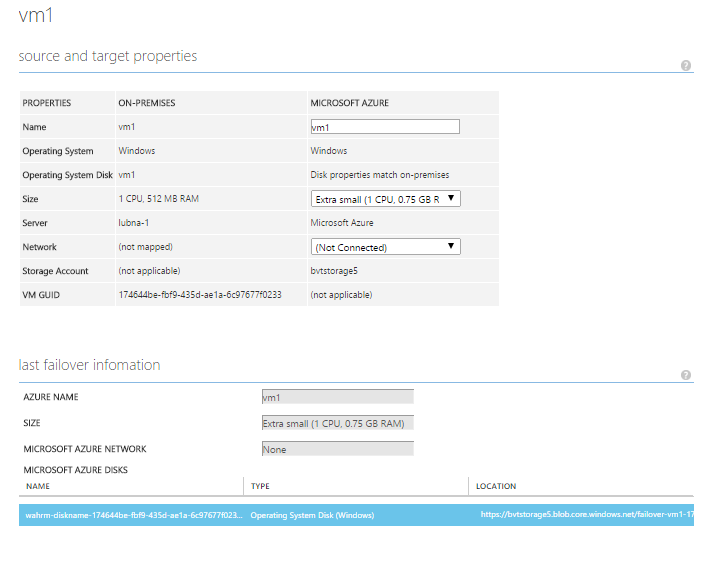 vm1
source and target properties
?
PROPERTIES ON-PREMISES MICROSOFT AZURE
Name vm1 vm1
Operating System Windows Windows
Operating System Disk vm1 Disk properties match on-premises
Size 1 CPU, 512 MB RAM Extra small (1 CPU, 0.75 GB R
Server lubna-1 Microsoft Azure
Network (not mapped) (Not Connected)
Storage Account (not applicable) bvtstorage5
VM GUID 174644be-fbf9-435d-ae1a-6c97677f0233 (not applicable)
last failover infomation
?
AZURE NAME vm1
SIZE Extra small (1 CPU, 0.75 GB RAM)
MICROSOFT AZURE NETWORK None
MICROSOFT AZURE DISKS
NAME TYPE LOCATION
wahrm-diskname-174644be-fbf9-435d-ae1a-6c97677f023... Operating System Disk (Windows) https://bvtstorage5.blob.core.windows.net/failover-vm1-17